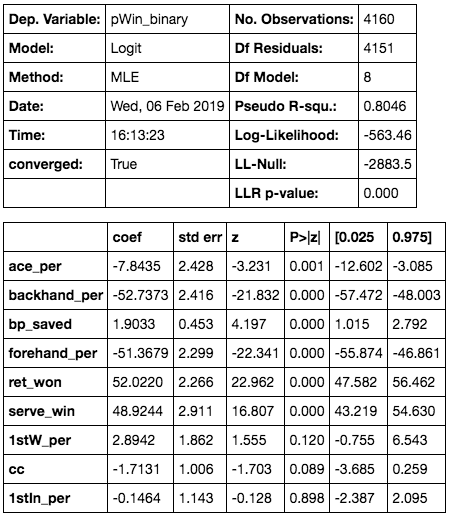 Dep. Variable: pWin_binary No. Observations: 4160
Model: Logit Df Residuals: 4151
Method: MLE Df Model: 8
Date: Wed, 06 Feb 2019 Pseudo R-squ.: 0.8046
Time: 16:13:23 Log-Likelihood: -563.46
converged: True LL-Null: -2883.5
LLR p-value: 0.000
coef std err z P>|z| [0.025 0.975]
ace_per -7.8435 2.428 -3.231 0.001 -12.602 -3.085
backhand_per -52.7373 2.416 -21.832 0.000 -57.472 -48.003
bp_saved 1.9033 0.453 4.197 0.000 1.015 2.792
forehand_per -51.3679 2.299 -22.341 0.000 -55.874 -46.861
ret_won 52.0220 2.266 22.962 0.000 47.582 56.462
serve_win 48.9244 2.911 16.807 0.000 43.219 54.630
1stW_per 2.8942 1.862 1.555 0.120 -0.755 6.543
cc -1.7131 1.006 -1.703 0.089 -3.685 0.259
1stIn_per -0.1464 1.143 -0.128 0.898 -2.387 2.095